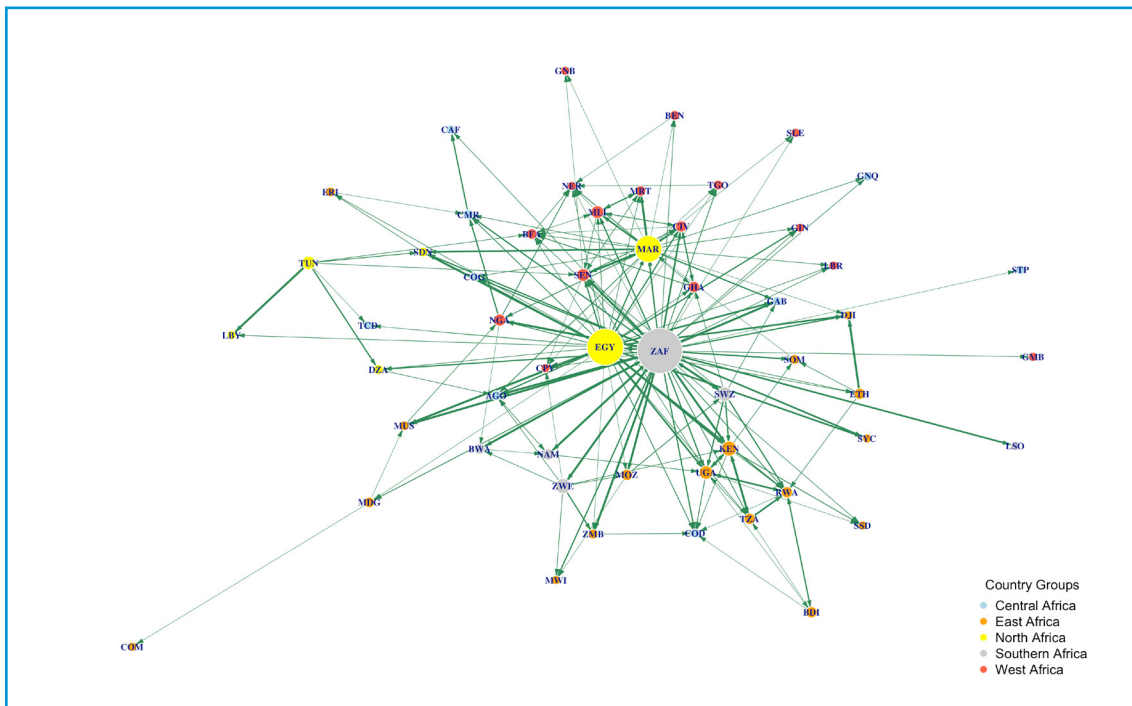 GNB
BEN
CAF
SLE
GNQ
ERI
NER
MRT
TGO
CMR
MLI
CIV
GIN
BFA
MAR
SDN
TUN
COG
SEN
GHA
LBR
STP
GAB
NGA
DJI
TCD
LBY
EGY
ZAF
GMB
SOM
DZA
CPV
AGO
SWZ
ETH
MUS
SYC
BWA
NAM
KEN
LSO
MOZ
UGA
ZWE
RWA
MDG
TZA
SSD
ZMB
COD
MWI
BDI
COM
Country Groups
Central Africa
East Africa
North Africa
Southern Africa
West Africa